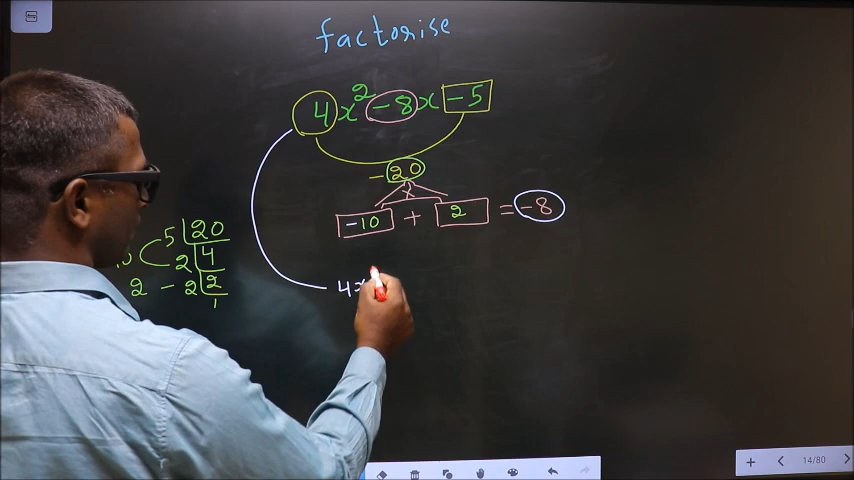 factorise
4x² -8x -5
-20
x
-10 + 2 = -8
5 20
10 2 4
2 - 2 2
1
4x
14/80